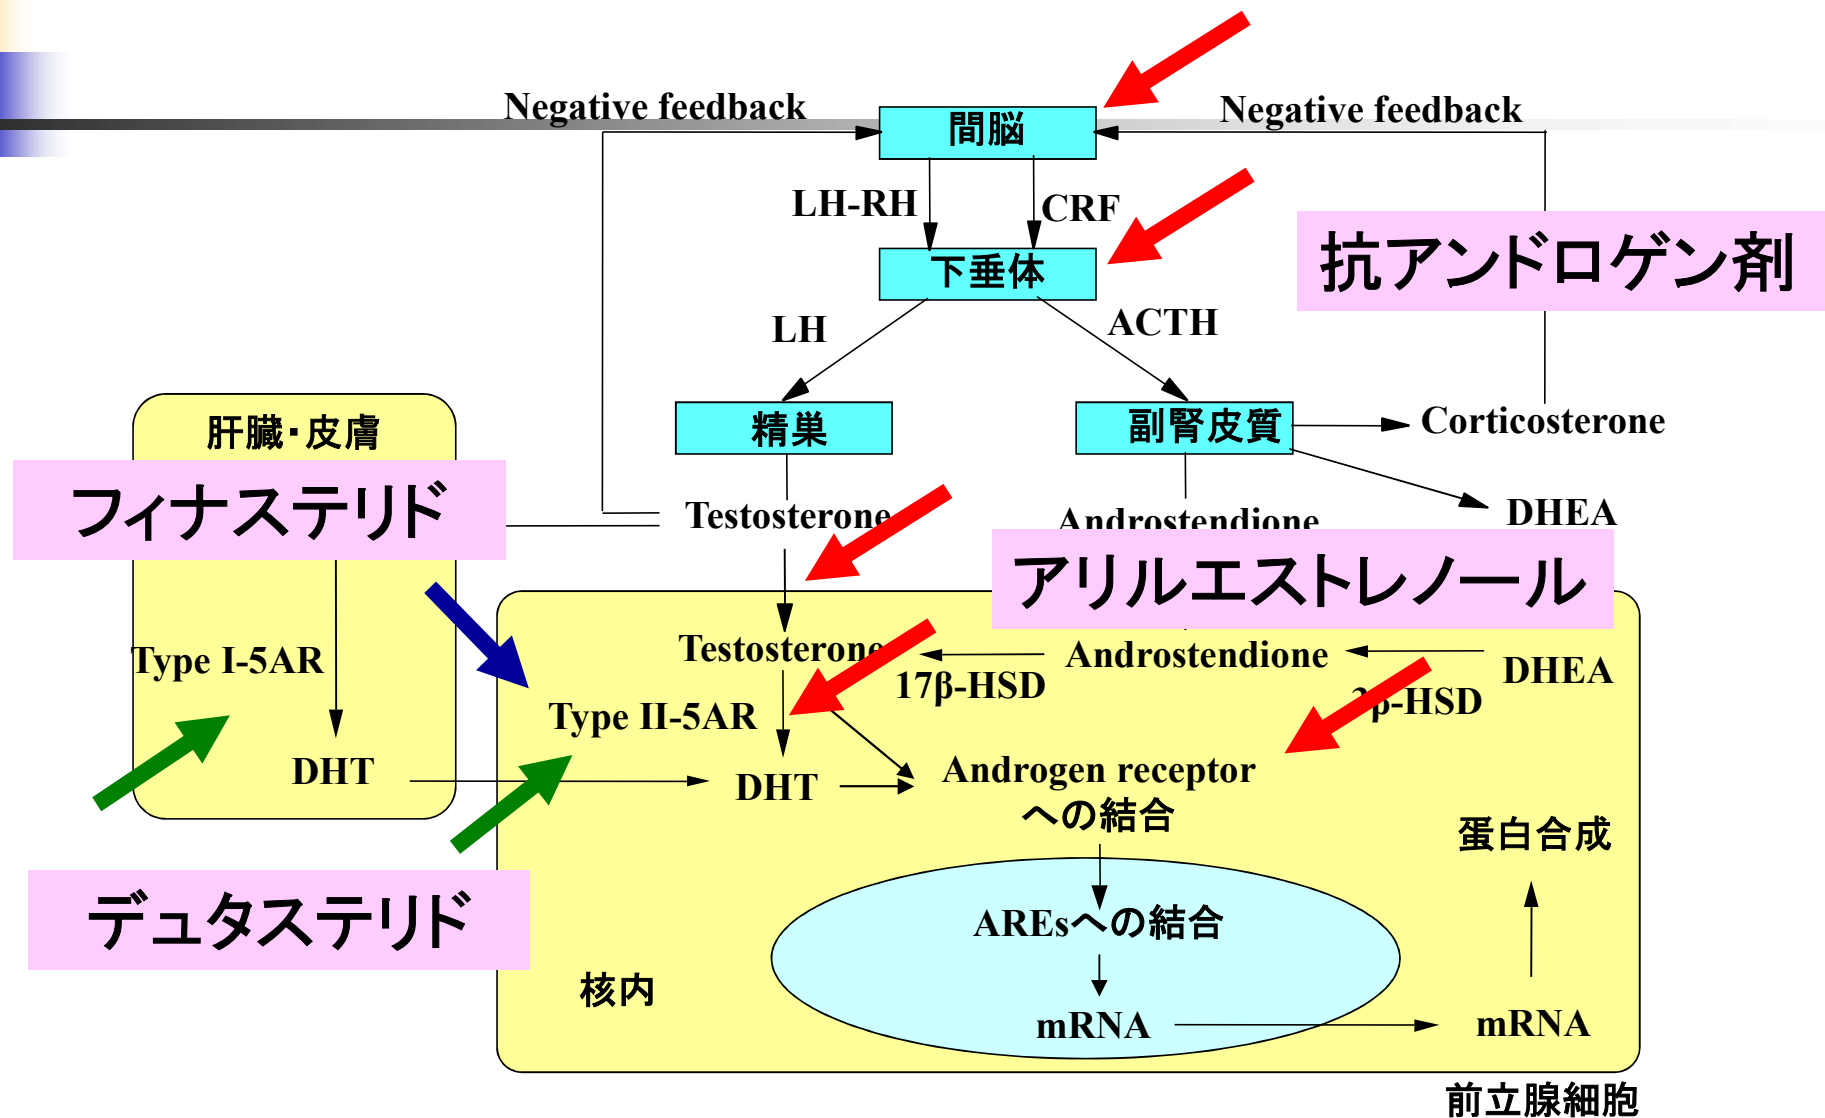 Negative feedback
間脳
Negative feedback
LH-RH
CRF
下垂体
抗アンドロゲン剤
LH
ACTH
肝臓・皮膚
精巣
副腎皮質
Corticosterone
フィナステリド
Testosterone
Androstendione
DHEA
アリルエストレノール
Testosterone
Androstendione
DHEA
Type I-5AR
17β-HSD
3β-HSD
Type II-5AR
DHT
DHT
Androgen receptor
への結合
蛋白合成
デュタステリド
AREsへの結合
核内
mRNA
mRNA
前立腺細胞